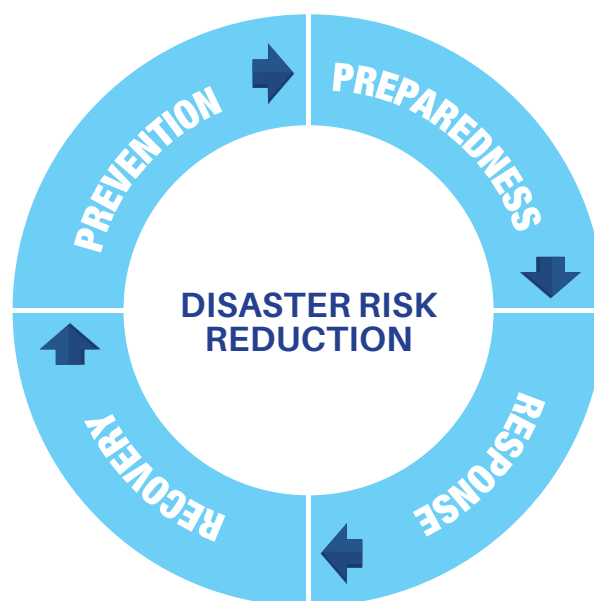 PREVENTION
PREPAREDNESS
DISASTER RISK
REDUCTION
RECOVERY
RESPONSE